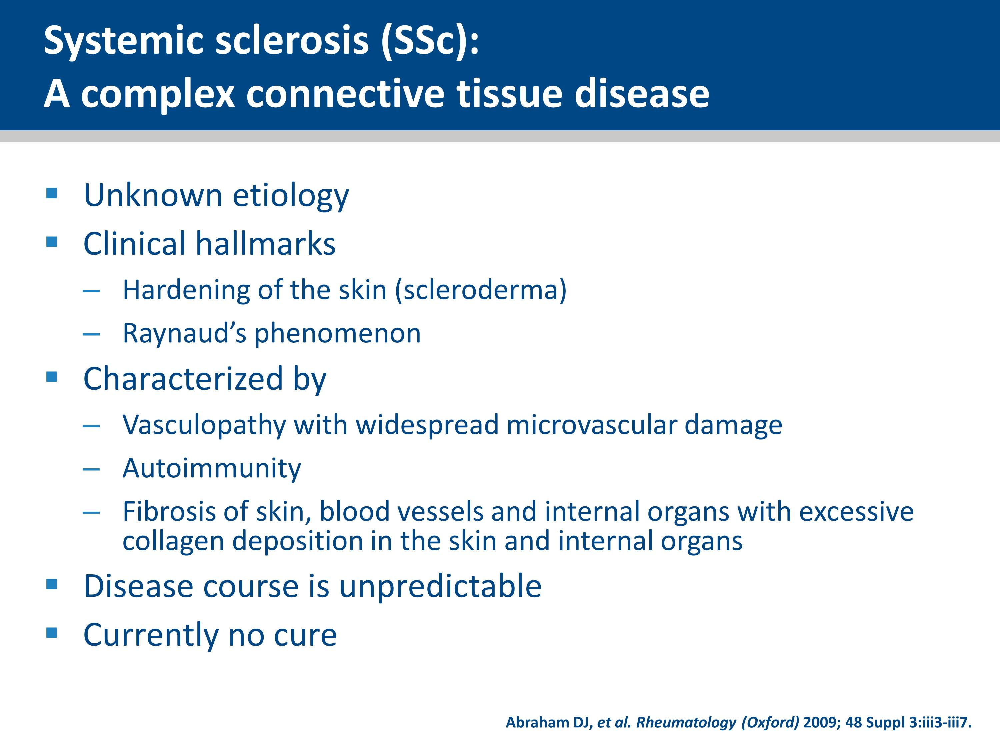 Systemic sclerosis (SSc):
A complex connective tissue disease
▪ Unknown etiology
▪ Clinical hallmarks
– Hardening of the skin (scleroderma)
– Raynaud’s phenomenon
▪ Characterized by
– Vasculopathy with widespread microvascular damage
– Autoimmunity
– Fibrosis of skin, blood vessels and internal organs with excessive
collagen deposition in the skin and internal organs
▪ Disease course is unpredictable
▪ Currently no cure
Abraham DJ, et al. Rheumatology (Oxford) 2009; 48 Suppl 3:iii3-iii7.